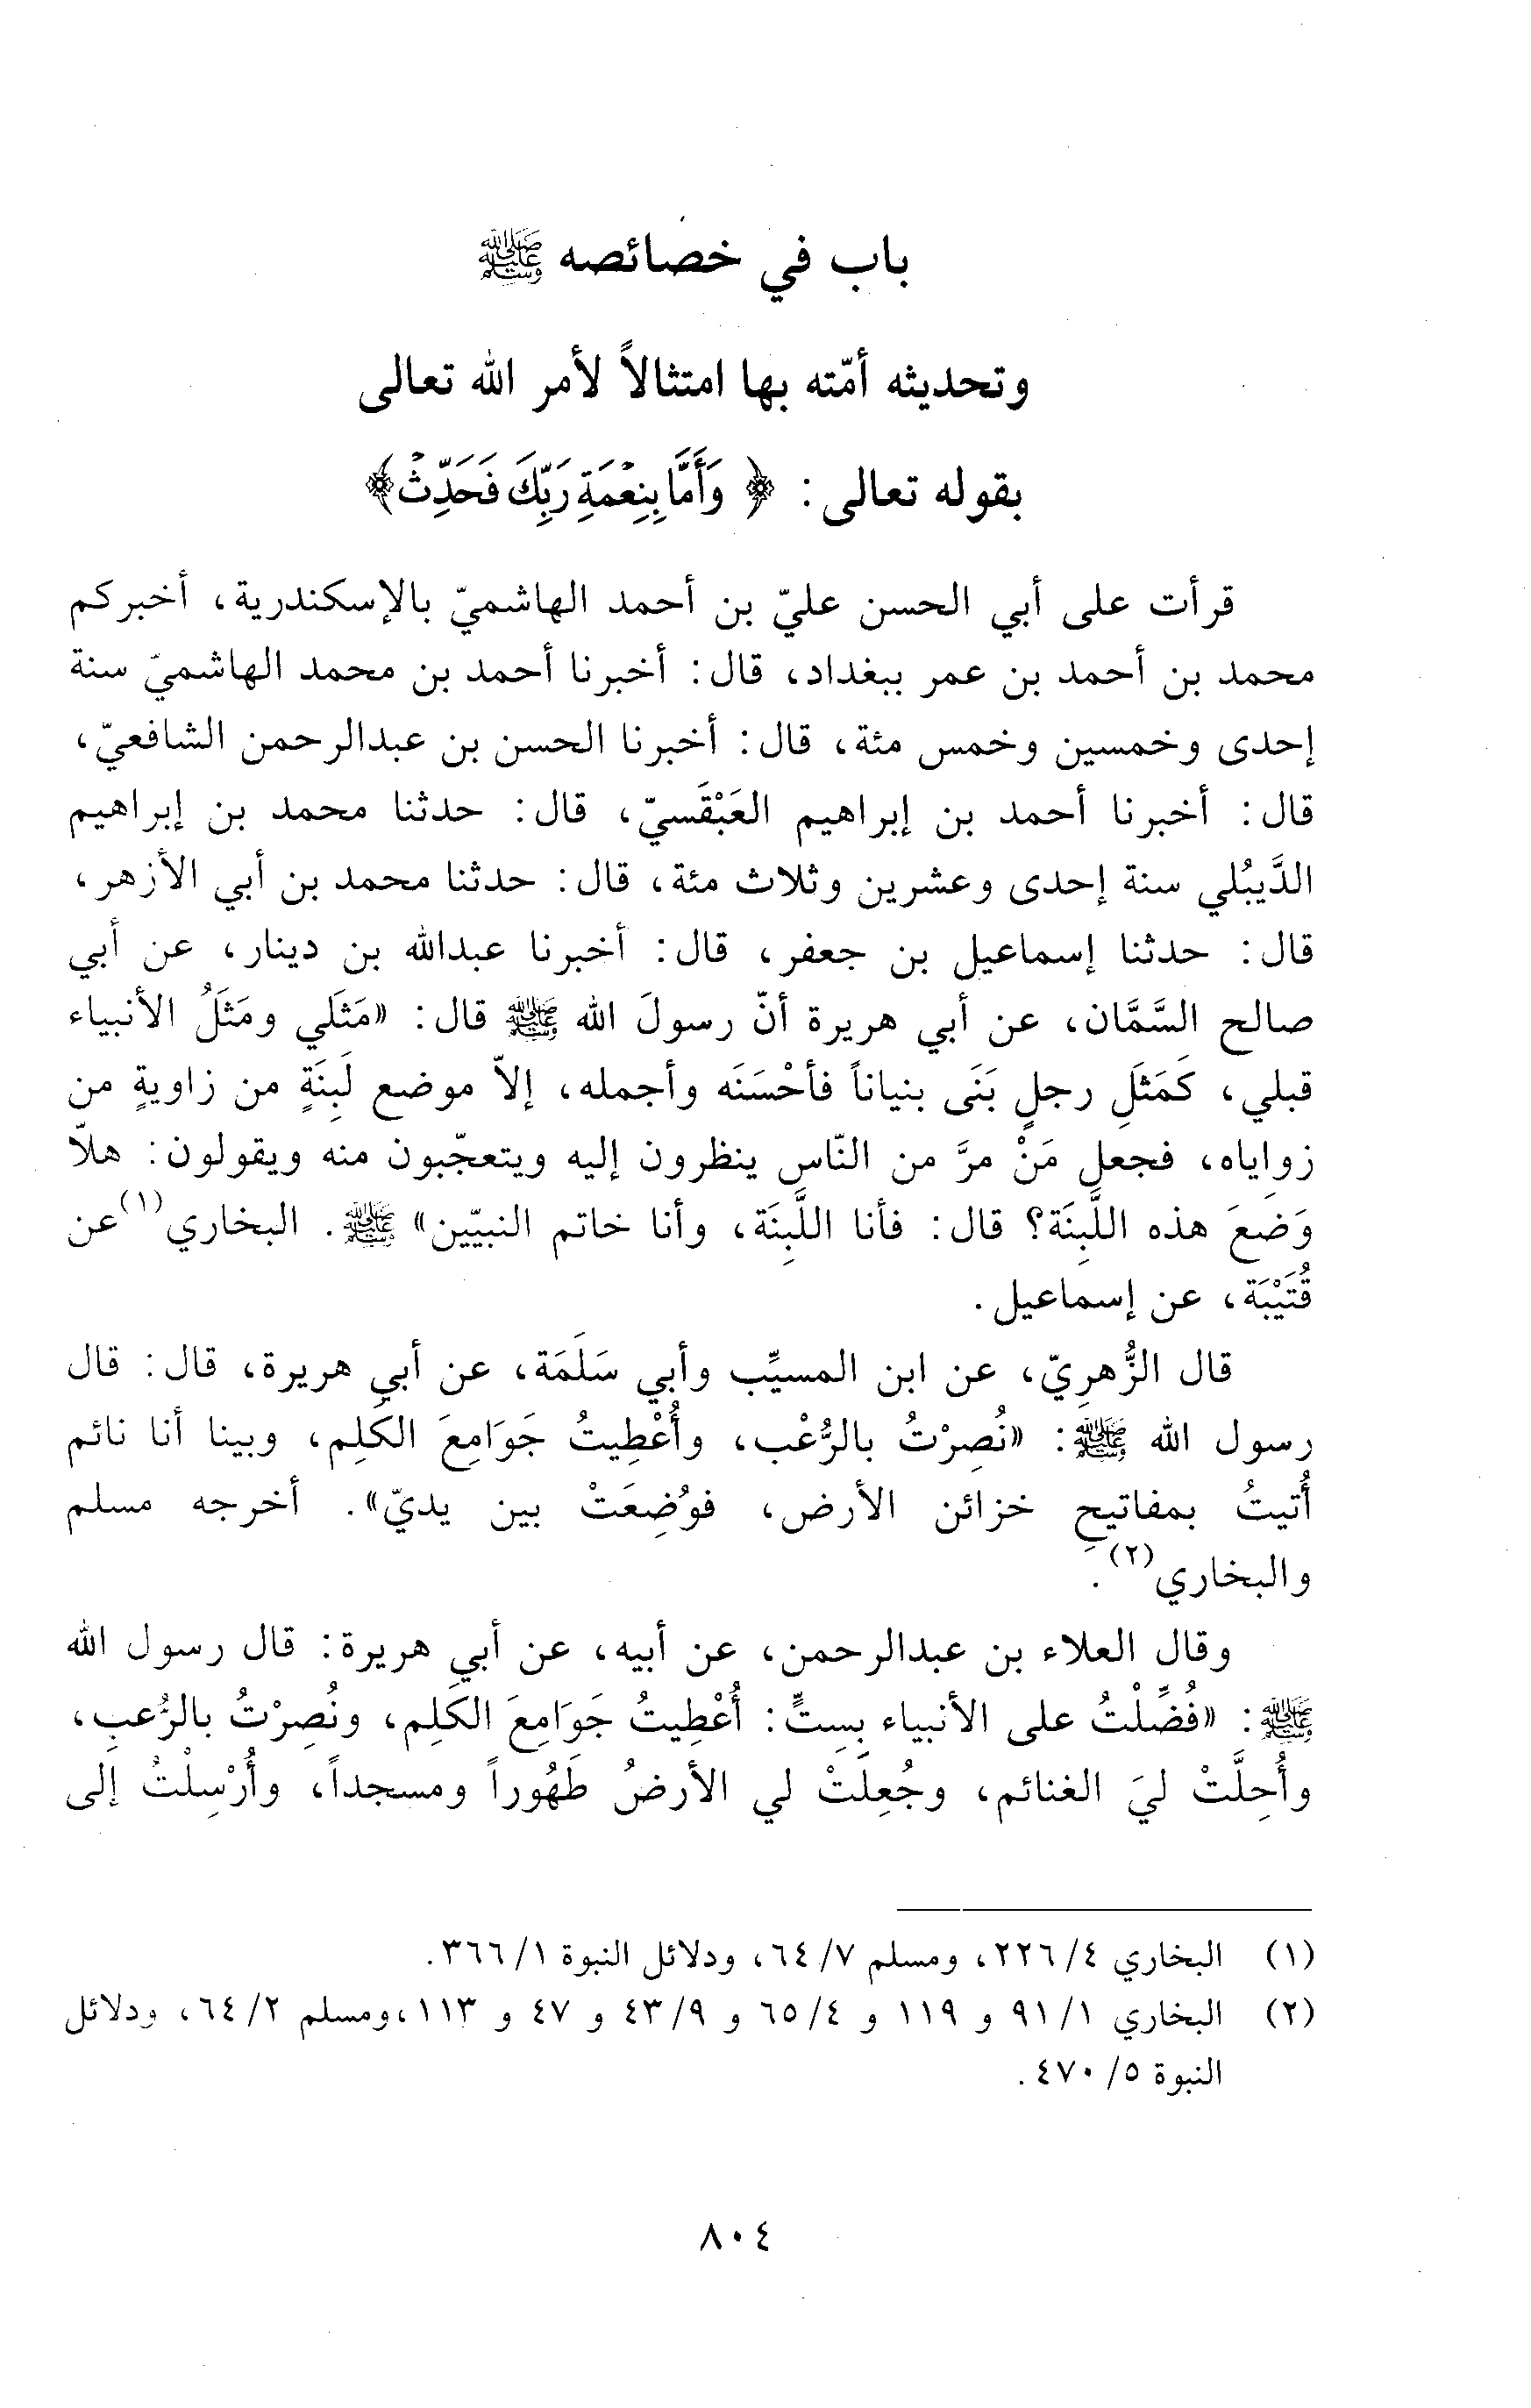 باب في خصائصه ﷺ
وتحديثه أمّته بها امتثالاً لأمر الله تعالى
بقوله تعالى: ﴿ وَأَمَّا بِنِعْمَةِ رَبِّكَ فَحَدِّثْ ﴾
قرأت على أبي الحسن عليّ بن أحمد الهاشميّ بالإسكندرية، أخبركم
محمد بن أحمد بن عمر ببغداد، قال: أخبرنا أحمد بن محمد الهاشميّ سنة
إحدى وخمسين وخمس مئة، قال: أخبرنا الحسن بن عبدالرحمن الشافعيّ،
قال: أخبرنا أحمد بن إبراهيم العَبْقَسيّ، قال: حدثنا محمد بن إبراهيم
الدَّيبُلي سنة إحدى وعشرين وثلاث مئة، قال: حدثنا محمد بن أبي الأزهر،
قال: حدثنا إسماعيل بن جعفر، قال: أخبرنا عبدالله بن دينار، عن أبي
صالح السَّمَّان، عن أبي هريرة أنّ رسولَ الله ﷺ قال: «مَثَلَي ومَثَلُ الأنبياء
قبلي، كَمَثَلِ رجلٍ بَنَى بنياناً فأحْسَنَه وأجمله، إلاّ موضع لَبِنَةٍ من زاويةٍ من
زواياه، فجعل مَنْ مرَّ من النّاس ينظرون إليه ويتعجّبون منه ويقولون: هلاّ
وَضِعَ هذه اللَّبِنَة؟ قال: فأنا اللَّبِنَة، وأنا خاتم النبيّين» ﷺ. البخاري(١) عن
قُتَيْبَة، عن إسماعيل.
قال الزُّهرِيّ، عن ابن المسيِّب وأبي سَلَمَة، عن أبي هريرة، قال: قال
رسول الله ﷺ: «نُصِرْتُ بالرُّعْب، وأُعْطِيتُ جَوَامِعَ الكَلِم، وبينا أنا نائم
أُتيتُ بمفاتيحِ خزائن الأرض، فوُضِعَتْ بين يديّ». أخرجه مسلم
والبخاري(٢).
وقال العلاء بن عبدالرحمن، عن أبيه، عن أبي هريرة: قال رسول الله
ﷺ: «فُضِّلْتُ على الأنبياء بِستٍّ: أُعْطِيتُ جَوَامِعَ الكَلِم، ونُصِرْتُ بالرُّعبِ،
وأُحِلَّتْ ليَ الغنائم، وجُعِلَتْ لي الأرضُ طَهُوراً ومسجداً، وأُرْسِلْتُ إلى
(١) البخاري ٤/ ٢٢٦، ومسلم ٧/ ٦٤، ودلائل النبوة ١/ ٣٦٦.
(٢) البخاري ١/ ٩١ و ١١٩ و ٤/ ٦٥ و ٩/ ٤٣ و ٤٧ و ١١٣، ومسلم ٢/ ٦٤، ودلائل
النبوة ٥/ ٤٧٠.
٨٠٤